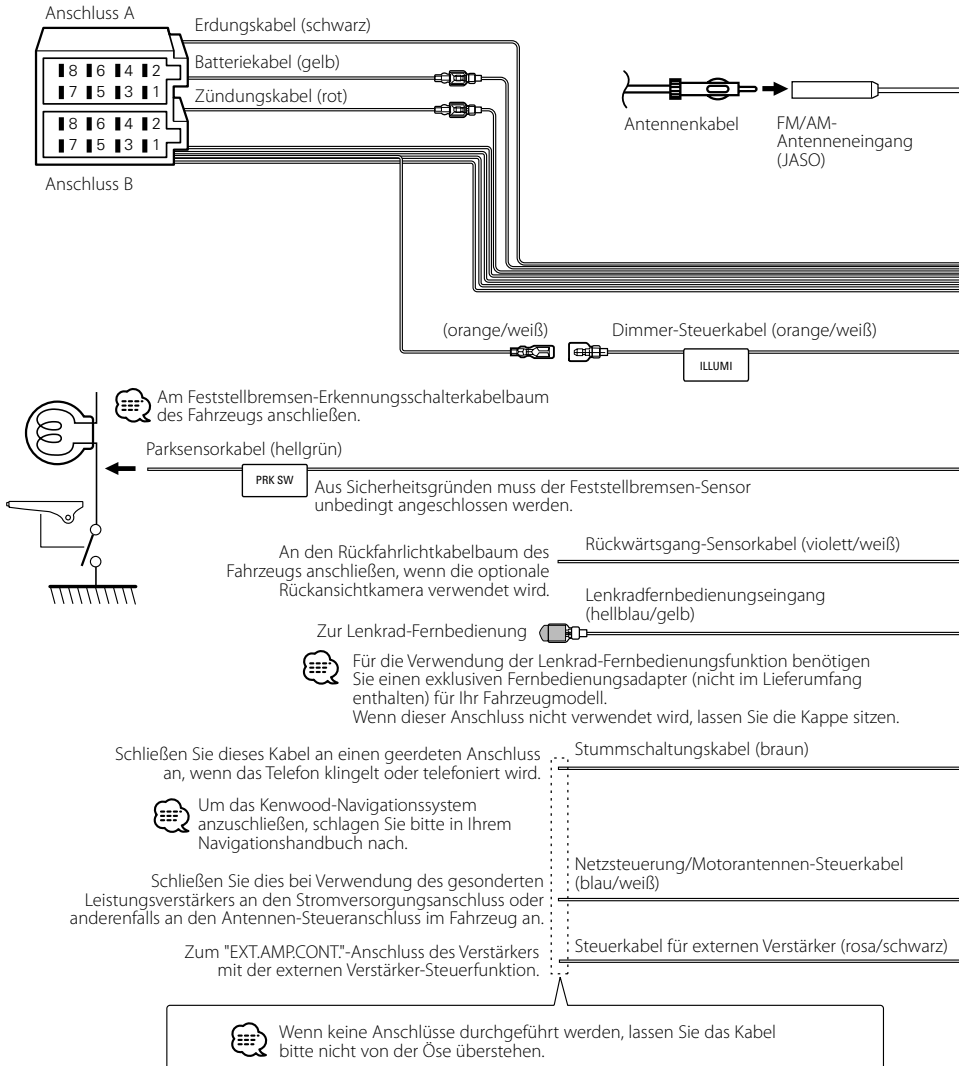 Anschluss A
Erdungskabel (schwarz)
Batteriekabel (gelb)
8 6 4 2
7 5 3 1
Zündungskabel (rot)
8 6 4 2
7 5 3 1
Anschluss B
Antennenkabel
FM/AM-
Antenneneingang
(JASO)
(orange/weiß)
Dimmer-Steuerkabel (orange/weiß)
ILLUMI
Am Feststellbremsen-Erkennungsschalterkabelbaum
des Fahrzeugs anschließen.
Parksensorkabel (hellgrün)
PRK SW
Aus Sicherheitsgründen muss der Feststellbremsen-Sensor
unbedingt angeschlossen werden.
An den Rückfahrlichtkabelbaum des
Fahrzeugs anschließen, wenn die optionale
Rückansichtkamera verwendet wird.
Rückwärtsgang-Sensorkabel (violett/weiß)
Lenkradfernbedienungseingang
(hellblau/gelb)
Zur Lenkrad-Fernbedienung
Für die Verwendung der Lenkrad-Fernbedienungsfunktion benötigen
Sie einen exklusiven Fernbedienungsadapter (nicht im Lieferumfang
enthalten) für Ihr Fahrzeugmodell.
Wenn dieser Anschluss nicht verwendet wird, lassen Sie die Kappe sitzen.
Schließen Sie dieses Kabel an einen geerdeten Anschluss
an, wenn das Telefon klingelt oder telefoniert wird.
Stummschaltungskabel (braun)
Um das Kenwood-Navigationssystem
anzuschließen, schlagen Sie bitte in Ihrem
Navigationshandbuch nach.
Netzsteuerung/Motorantennen-Steuerkabel
(blau/weiß)
Schließen Sie dies bei Verwendung des gesonderten
Leistungsverstärkers an den Stromversorgungsanschluss oder
anderenfalls an den Antennen-Steueranschluss im Fahrzeug an.
Zum "EXT.AMP.CONT."-Anschluss des Verstärkers
mit der externen Verstärker-Steuerfunktion.
Steuerkabel für externen Verstärker (rosa/schwarz)
Wenn keine Anschlüsse durchgeführt werden, lassen Sie das Kabel
bitte nicht von der Öse überstehen.